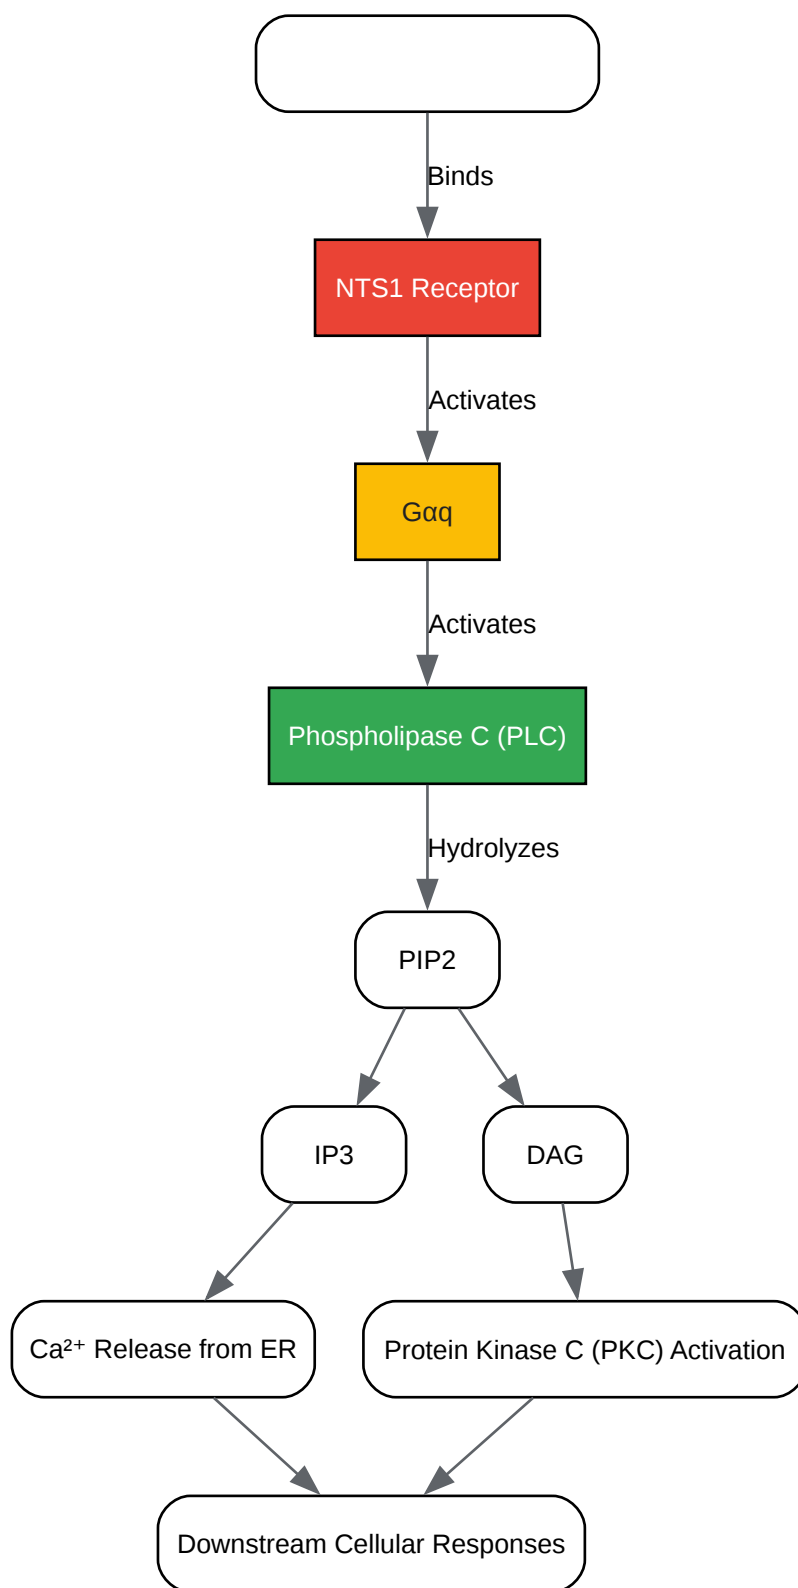 Binds
NTS1 Receptor
Activates
Gαq
Activates
Phospholipase C (PLC)
Hydrolyzes
PIP2
IP3
DAG
Ca²⁺ Release from ER
Protein Kinase C (PKC) Activation
Downstream Cellular Responses